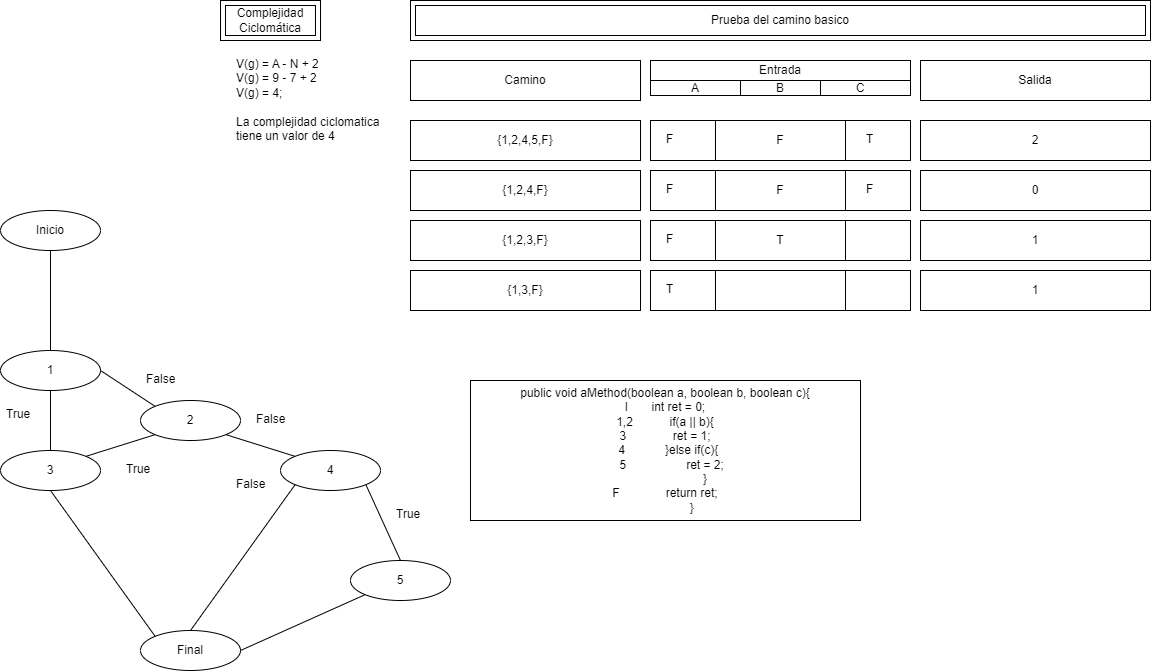 Complejidad
Ciclomática
Prueba del camino basico
V(g) = A - N + 2
V(g) = 9 - 7 + 2
V(g) = 4;
La complejidad ciclomatica
tiene un valor de 4
Camino
Entrada
A B C
Salida
{1,2,4,5,F} F F T 2
{1,2,4,F} F F F 0
{1,2,3,F} F T 1
{1,3,F} T 1
Inicio
1
False
True
2
False
3
True
4
False
True
5
Final
public void aMethod(boolean a, boolean b, boolean c){
I int ret = 0;
1,2 if(a || b){
3 ret = 1;
4 }else if(c){
5 ret = 2;
}
F return ret;
}